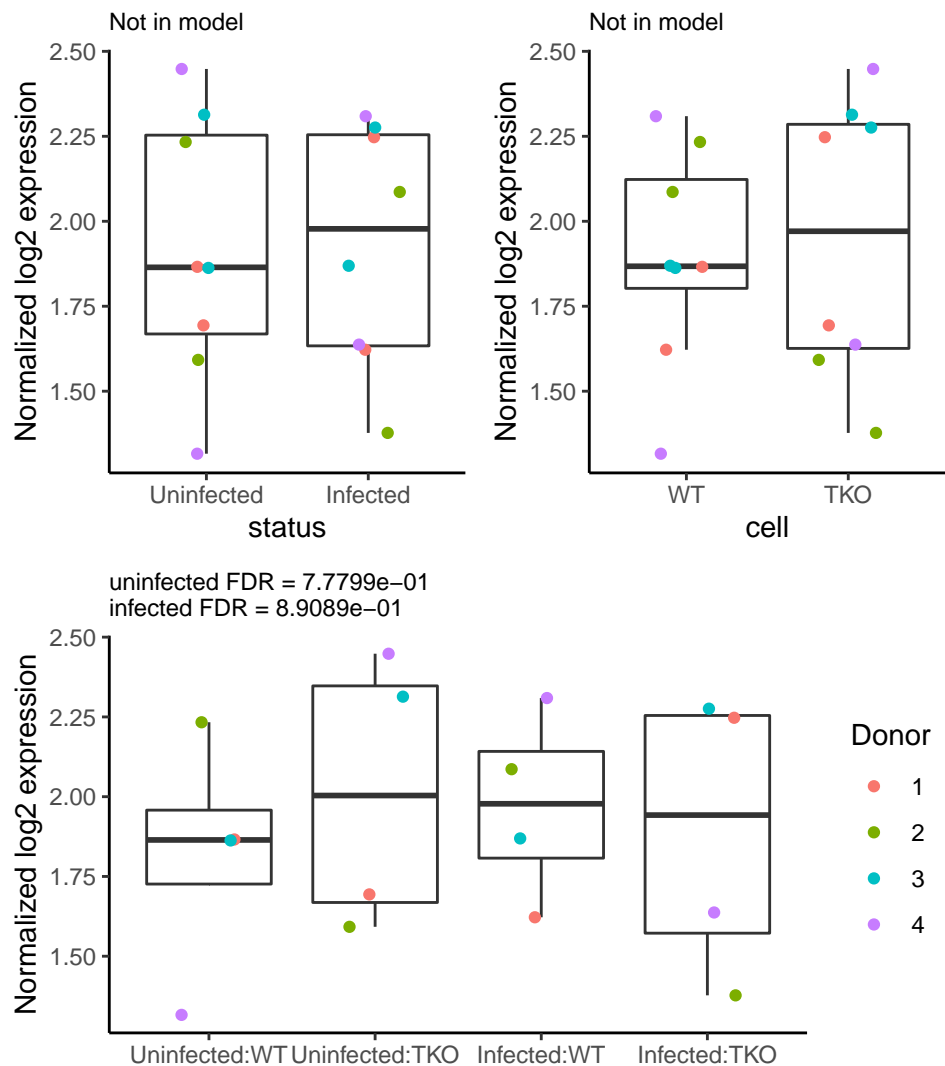 Not in model
Normalized log2 expression
2.50
2.25
2.00
1.75
1.50
Uninfected Infected
status
Not in model
Normalized log2 expression
2.50
2.25
2.00
1.75
1.50
WT TKO
cell
uninfected FDR = 7.7799e−01
infected FDR = 8.9089e−01
Normalized log2 expression
2.50
2.25
2.00
1.75
1.50
Uninfected:WT Uninfected:TKO Infected:WT Infected:TKO
Donor
1
2
3
4